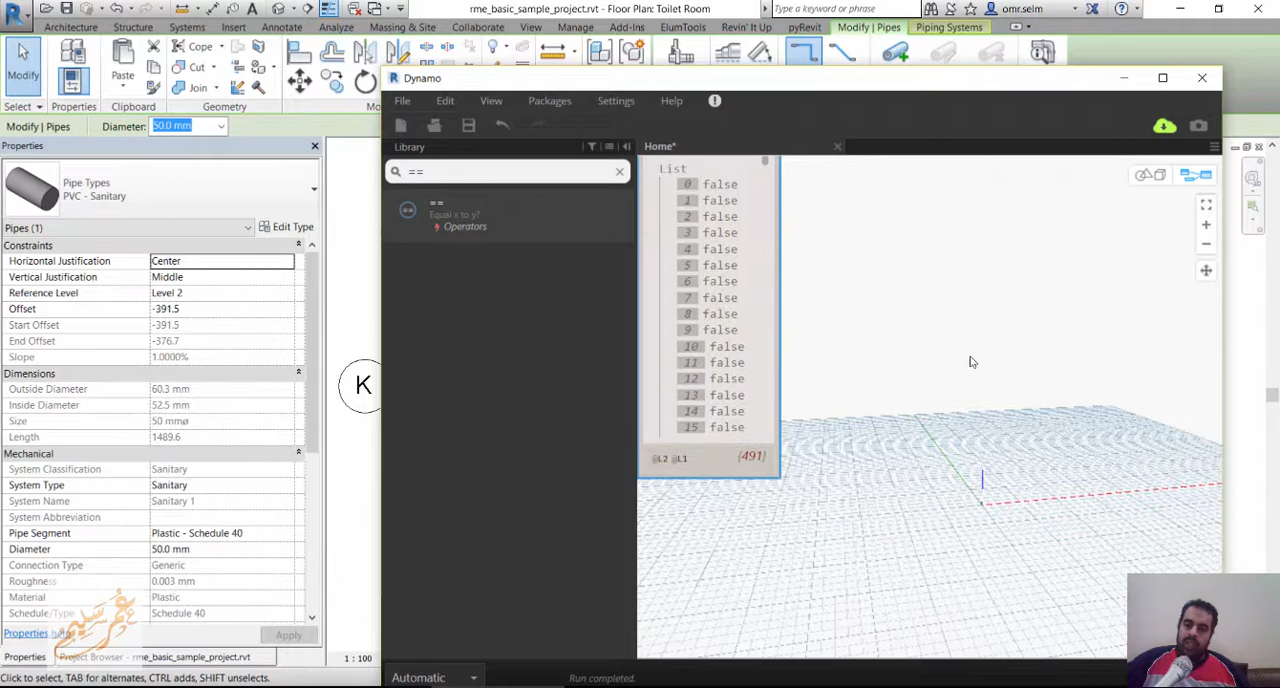 rme_basic_sample_project.rvt - Floor Plan: Toilet Room
Type a keyword or phrase
omr.selm
Architecture Structure Systems Insert Annotate Analyze Massing & Site Collaborate View Manage Add-Ins ElumTools Revin' It Up pyRevit Modify | Pipes Piping Systems
Modify
Properties
Paste
Cope
Cut
Join
Select
Properties
Clipboard
Geometry
Modify | Pipes
Diameter:
50.0 mm
Properties
Pipe Types
PVC - Sanitary
Pipes (1)
Edit Type
Constraints
Horizontal Justification Center
Vertical Justification Middle
Reference Level Level 2
Offset -391.5
Start Offset -391.5
End Offset -376.7
Slope 1.0000%
Dimensions
Outside Diameter 60.3 mm
Inside Diameter 52.5 mm
Size 50 mmø
Length 1489.6
Mechanical
System Classification Sanitary
System Type Sanitary
System Name Sanitary 1
System Abbreviation
Pipe Segment Plastic - Schedule 40
Diameter 50.0 mm
Connection Type Generic
Roughness 0.003 mm
Material Plastic
Schedule/Type Schedule 40
Properties help
Apply
Properties
Project Browser - rme_basic_sample_project.rvt
Click to select, TAB for alternates, CTRL adds, SHIFT unselects.
K
1 : 100
Dynamo
File Edit View Packages Settings Help
Library
Home*
==
==
Equal x to y?
Operators
List
0 false
1 false
2 false
3 false
4 false
5 false
6 false
7 false
8 false
9 false
10 false
11 false
12 false
13 false
14 false
15 false
@L2 @L1
{491}
Automatic
Run completed.
عمر سليم